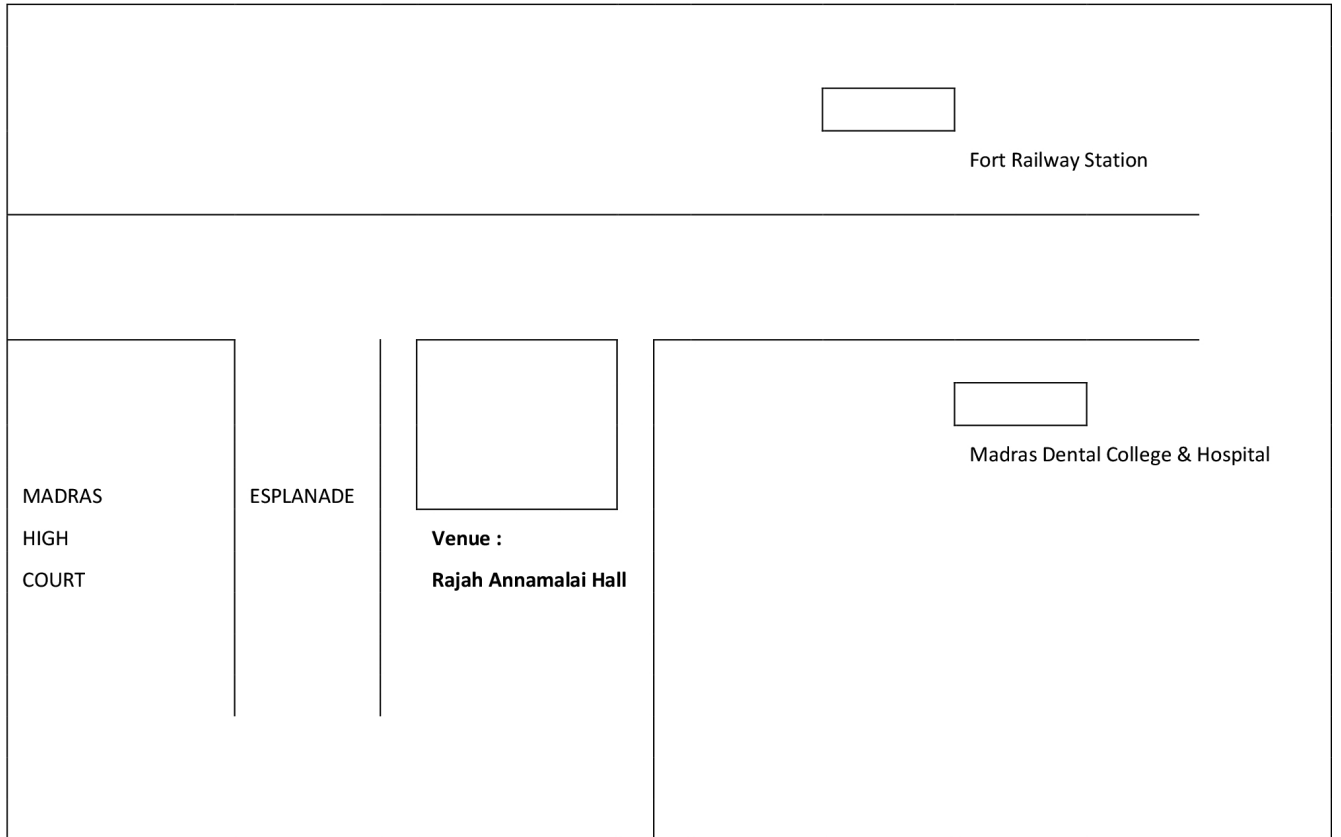 Fort Railway Station
Madras Dental College & Hospital
MADRAS
HIGH
COURT
ESPLANADE
Venue :
Rajah Annamalai Hall